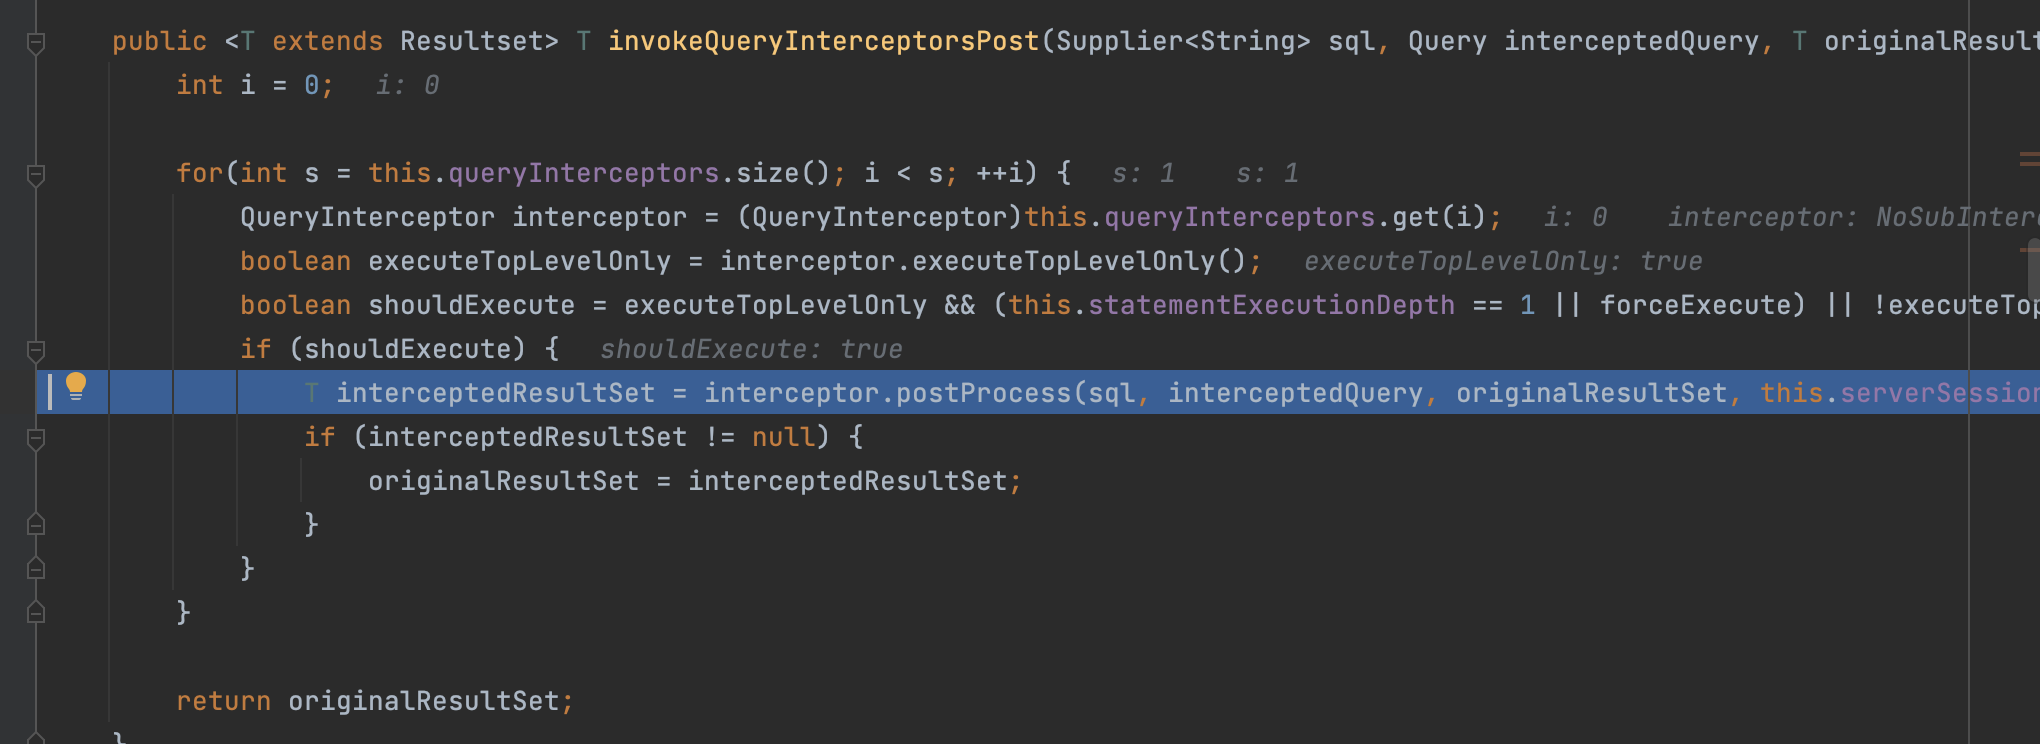 public <T extends Resultset> T invokeQueryInterceptorsPost(Supplier<String> sql, Query interceptedQuery, T originalResult
int i = 0; i: 0
for(int s = this.queryInterceptors.size(); i < s; ++i) { s: 1 s: 1
QueryInterceptor interceptor = (QueryInterceptor)this.queryInterceptors.get(i); i: 0 interceptor: NoSubInterc
boolean executeTopLevelOnly = interceptor.executeTopLevelOnly(); executeTopLevelOnly: true
boolean shouldExecute = executeTopLevelOnly && (this.statementExecutionDepth == 1 || forceExecute) || !executeTop
if (shouldExecute) { shouldExecute: true
T interceptedResultSet = interceptor.postProcess(sql, interceptedQuery, originalResultSet, this.serverSession
if (interceptedResultSet != null) {
originalResultSet = interceptedResultSet;
}
}
}
return originalResultSet;
}